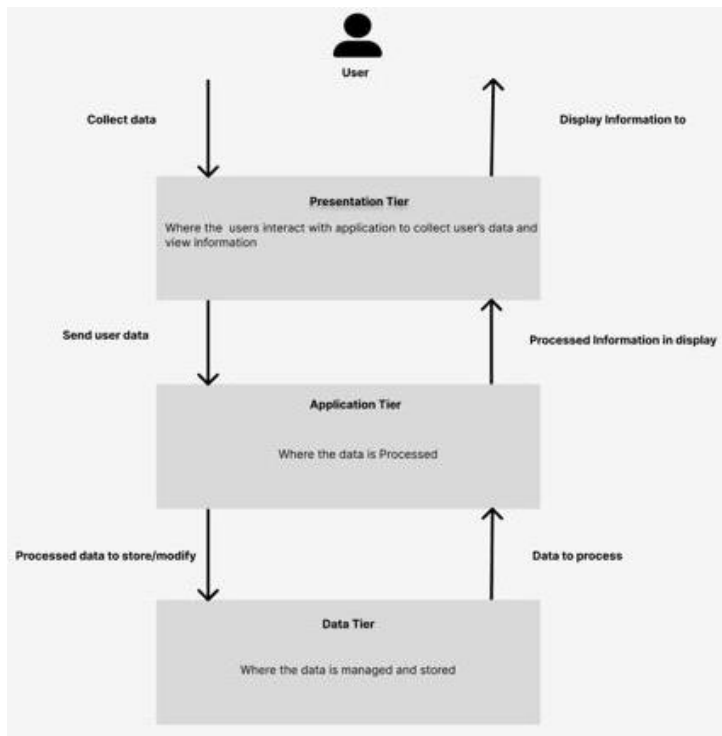 User
Collect data
Display Information to
Presentation Tier
Where the users interact with application to collect user's data and
view information
Send user data
Processed Information in display
Application Tier
Where the data is Processed
Processed data to store/modify
Data to process
Data Tier
Where the data is managed and stored